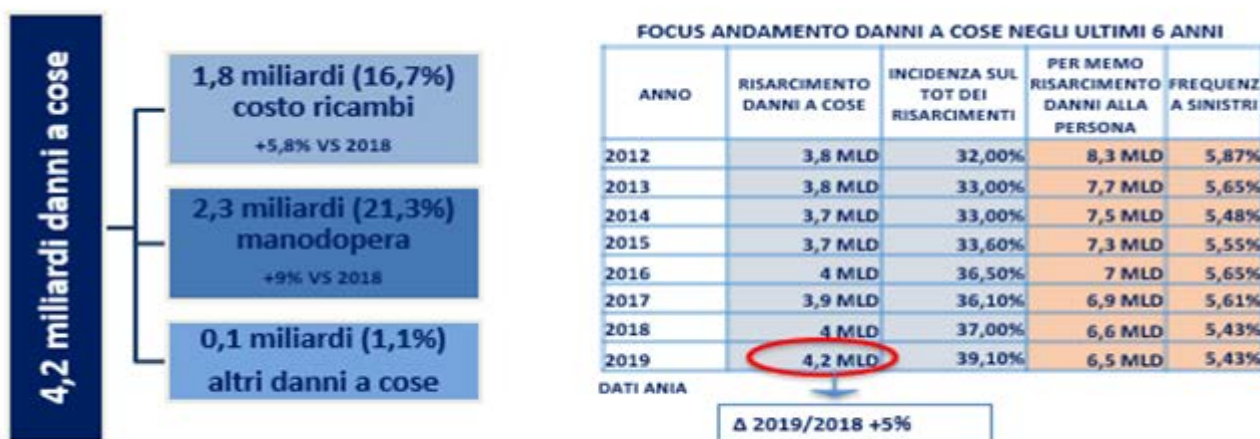 4,2 miliardi danni a cose
1,8 miliardi (16,7%)
costo ricambi
+5,8% VS 2018
2,3 miliardi (21,3%)
manodopera
+9% VS 2018
0,1 miliardi (1,1%)
altri danni a cose
FOCUS ANDAMENTO DANNI A COSE NEGLI ULTIMI 6 ANNI
ANNO
RISARCIMENTO
DANNI A COSE
INCIDENZA SUL
TOT DEI
RISARCIMENTI
PER MEMO
RISARCIMENTO
DANNI ALLA
PERSONA
FREQUENZ
A SINISTRI
2012 3,8 MLD 32,00% 8,3 MLD 5,87%
2013 3,8 MLD 33,00% 7,7 MLD 5,65%
2014 3,7 MLD 33,00% 7,5 MLD 5,48%
2015 3,7 MLD 33,60% 7,3 MLD 5,55%
2016 4 MLD 36,50% 7 MLD 5,65%
2017 3,9 MLD 36,10% 6,9 MLD 5,61%
2018 4 MLD 37,00% 6,6 MLD 5,43%
2019 4,2 MLD 39,10% 6,5 MLD 5,43%
DATI ANIA
Δ 2019/2018 +5%